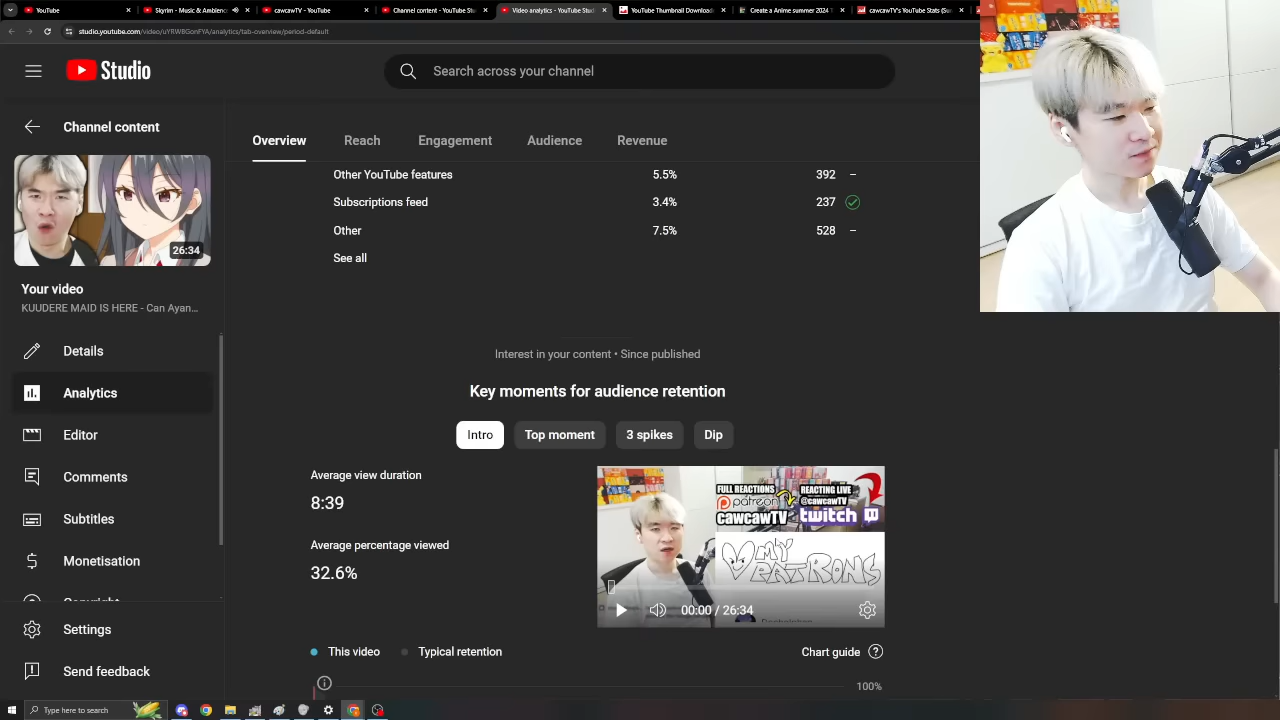 YouTube
Skyrim - Music & Ambience
cawcawTV - YouTube
Channel content - YouTube Stu
Video analytics - YouTube Stud
YouTube Thumbnail Downloade
Create a Anime summer 2024 T
cawcawTV's YouTube Stats (Su
studio.youtube.com/video/uYRW8GonFYA/analytics/tab-overview/period-default
Studio
Search across your channel
Channel content
26:34
Your video
KUUDERE MAID IS HERE - Can Ayan...
Details
Analytics
Editor
Comments
Subtitles
Monetisation
Settings
Send feedback
Overview
Reach
Engagement
Audience
Revenue
Other YouTube features 5.5% 392 –
Subscriptions feed 3.4% 237
Other 7.5% 528 –
See all
Interest in your content • Since published
Key moments for audience retention
Intro
Top moment
3 spikes
Dip
Average view duration
8:39
Average percentage viewed
32.6%
FULL REACTIONS
patreon
cawcawTV
REACTING LIVE
@cawcawTV
twitch
MY
PATRONS
00:00 / 26:34
This video
Typical retention
Chart guide
100%
Type here to search